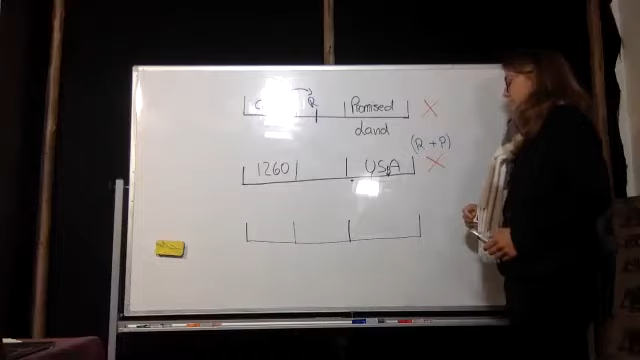 R Promised X
Land
(R + P)
1260 USA X